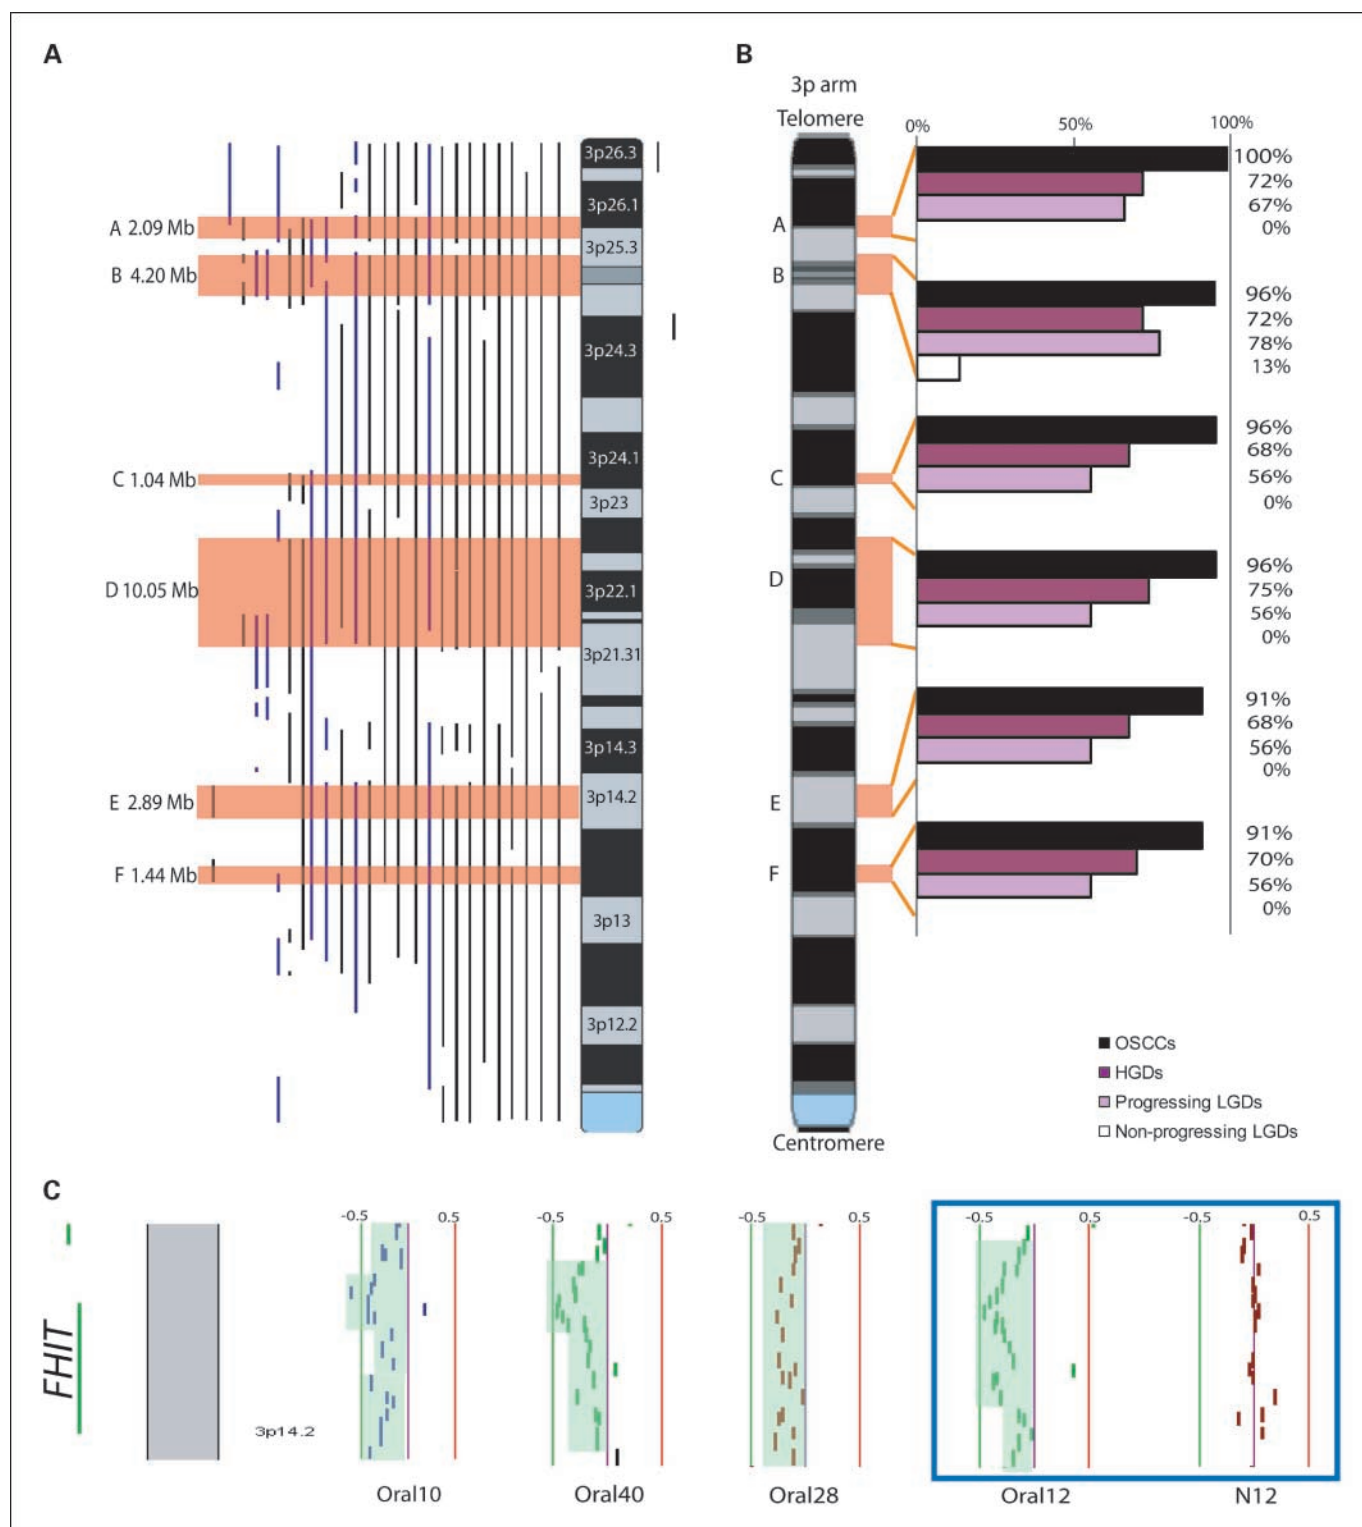 A
3p26.3
3p26.1
A 2.09 Mb
3p25.3
B 4.20 Mb
3p24.3
3p24.1
C 1.04 Mb
3p23
D 10.05 Mb
3p22.1
3p21.31
3p14.3
E 2.89 Mb
3p14.2
F 1.44 Mb
3p13
3p12.2
B
3p arm
Telomere
0%
50%
100%
A
100%
72%
67%
0%
B
96%
72%
78%
13%
C
96%
68%
56%
0%
D
96%
75%
56%
0%
E
91%
68%
56%
0%
F
91%
70%
56%
0%
Centromere
OSCCs
HGDs
Progressing LGDs
Non-progressing LGDs
C
FHIT
3p14.2
-0.5 0.5
Oral10
-0.5 0.5
Oral40
-0.5 0.5
Oral28
-0.5 0.5
Oral12
-0.5 0.5
N12